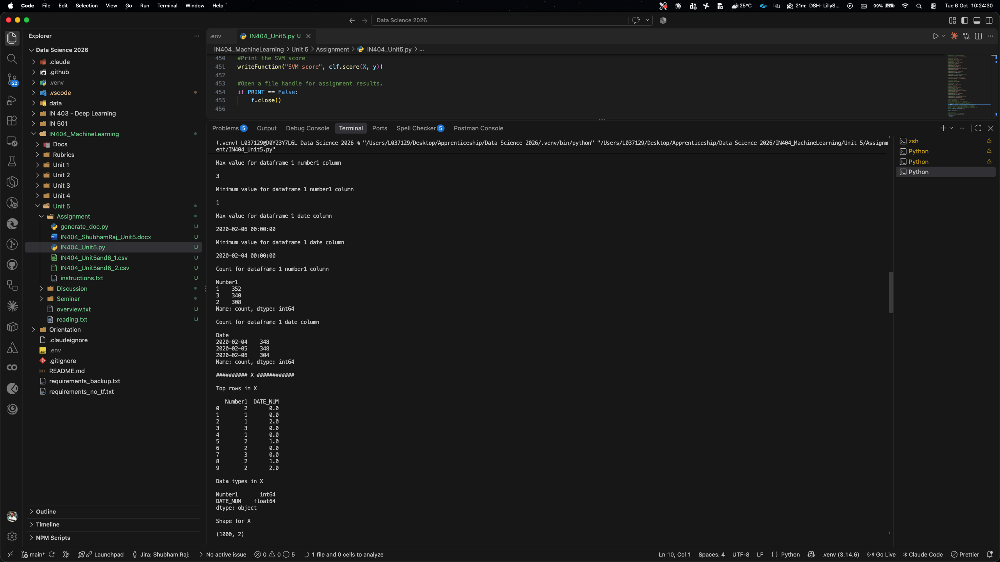 Code File Edit Selection View Go Run Terminal Window Help
25°C 21m: DSH- LillyS... 99% Tue 6 Oct 10:24:30
Data Science 2026
Explorer
Data Science 2026
.claude
.github
.venv
22
.vscode
data
IN 403 - Deep Learning
IN 501
IN404_MachineLearning
Docs
Rubrics
Unit 1
Unit 2
Unit 3
Unit 4
Unit 5
Assignment
generate_doc.py U
IN404_ShubhamRaj_Unit5.docx U
IN404_Unit5.py U
IN404_Unit5and6_1.csv U
IN404_Unit5and6_2.csv U
instructions.txt U
Discussion
Seminar
overview.txt U
reading.txt U
Orientation
.claudeignore
.env
.gitignore
README.md
requirements_backup.txt
requirements_no_tf.txt
Outline
Timeline
NPM Scripts
.env IN404_Unit5.py U
IN404_MachineLearning > Unit 5 > Assignment > IN404_Unit5.py > ...
450 #Print the SVM score
451 writeFunction("SVM score", clf.score(X, y))
452
453 #Open a file handle for assignment results.
454 if PRINT == False:
455 f.close()
456
Problems 5 Output Debug Console Terminal Ports Spell Checker 5 Postman Console
(.venv) L037129@D0Y23Y7L6L Data Science 2026 % "/Users/L037129/Desktop/Apprenticeship/Data Science 2026/.venv/bin/python" "/Users/L037129/Desktop/Apprenticeship/Data Science 2026/IN404_MachineLearning/Unit 5/Assignm
ent/IN404_Unit5.py"
Max value for dataframe 1 number1 column
3
Minimum value for dataframe 1 number1 column
1
Max value for dataframe 1 date column
2020-02-06 00:00:00
Minimum value for dataframe 1 date column
2020-02-04 00:00:00
Count for dataframe 1 number1 column
Number1
1 352
3 340
2 308
Name: count, dtype: int64
Count for dataframe 1 date column
Date
2020-02-04 348
2020-02-05 348
2020-02-06 304
Name: count, dtype: int64
########## X ############
Top rows in X
Number1 DATE_NUM
0 2 0.0
1 1 0.0
2 1 2.0
3 3 0.0
4 1 0.0
5 2 1.0
6 2 0.0
7 3 0.0
8 2 1.0
9 2 2.0
Data types in X
Number1 int64
DATE_NUM float64
dtype: object
Shape for X
(1000, 2)
zsh
Python
Python
Python
main* Launchpad Jira: Shubham Raj: > No active issue 0 0 5 1 file and 0 cells to analyze
Ln 10, Col 1 Spaces: 4 UTF-8 LF {} Python .venv (3.14.6) Go Live Claude Code Prettier